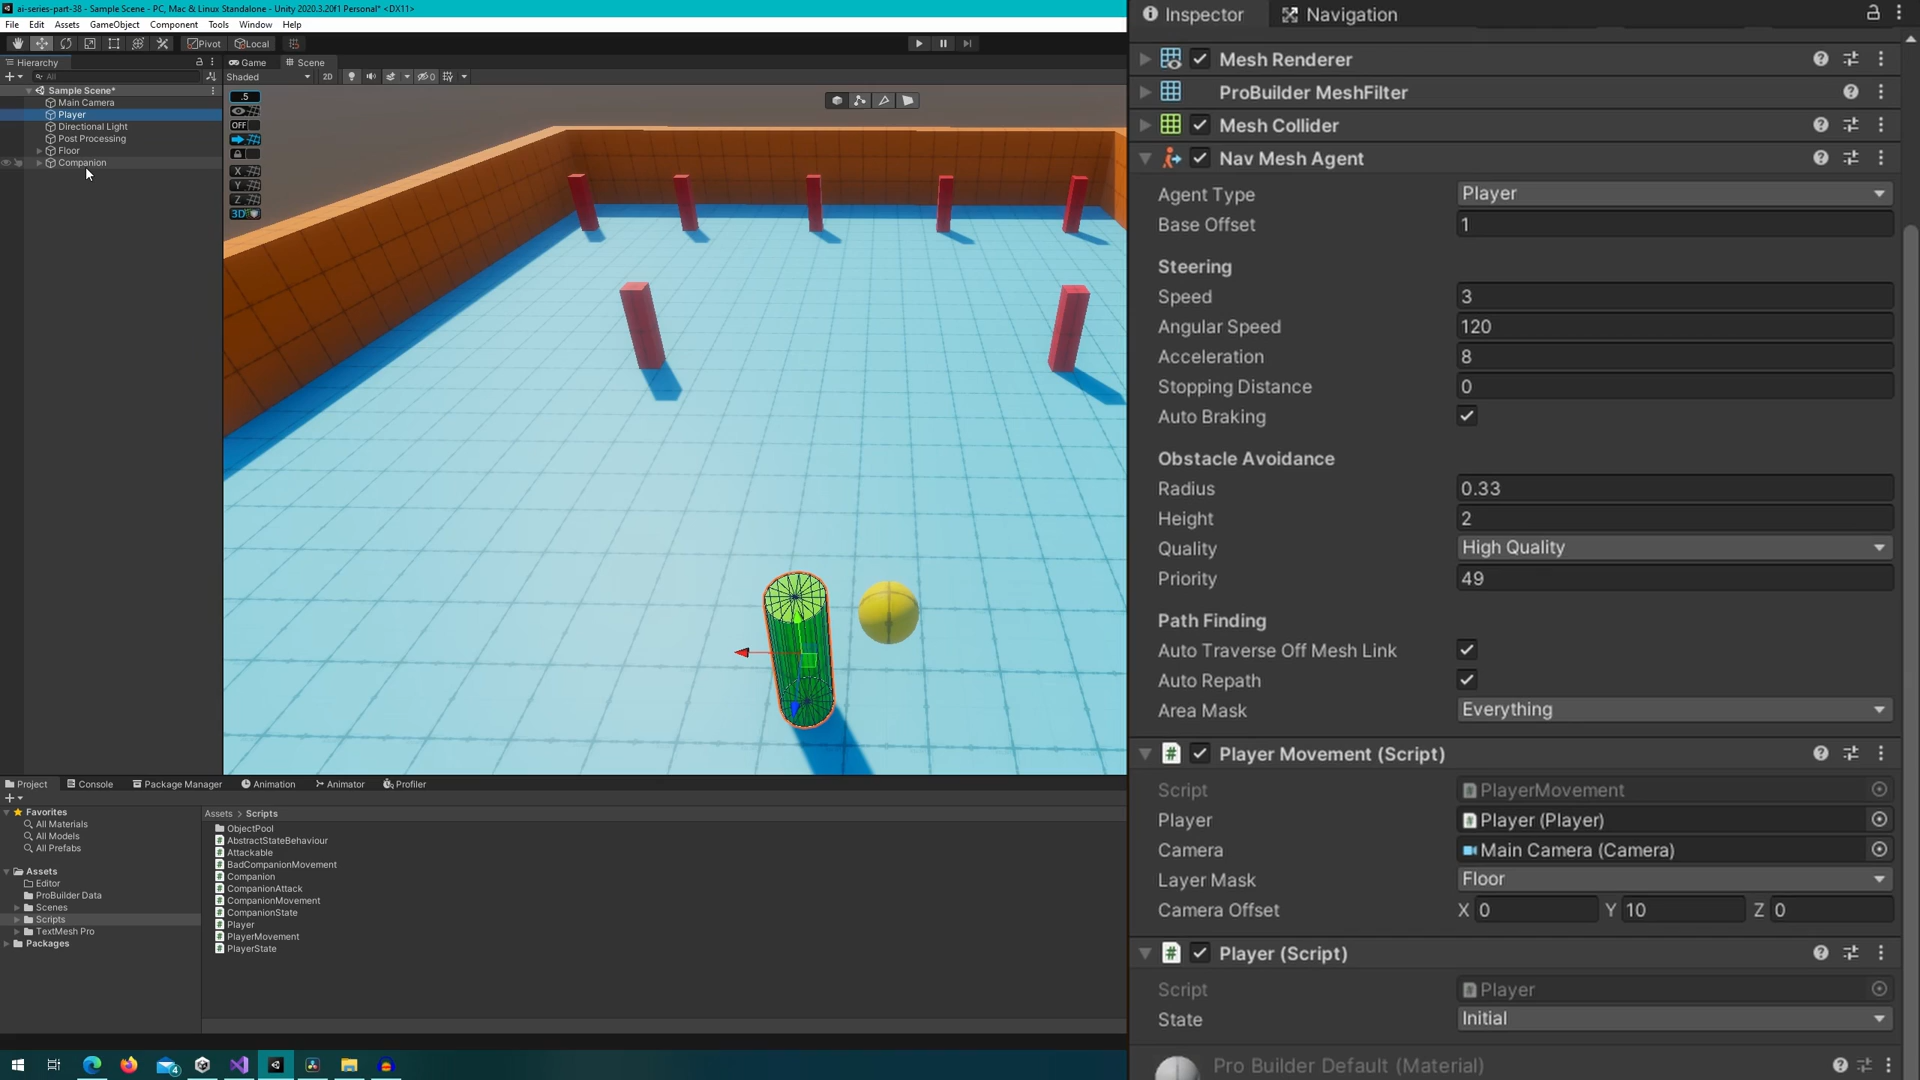 ai-series-part-38 - Sample Scene - PC, Mac & Linux Standalone - Unity 2020.3.20f1 Personal* <DX11>
File Edit Assets GameObject Component Tools Window Help
Pivot Local
Hierarchy
All
Sample Scene*
Main Camera
Player
Directional Light
Post Processing
Floor
Companion
Game Scene
Shaded 2D 0
.5
OFF
X
Y
Z
3D
Project Console Package Manager Animation Animator Profiler
Favorites
All Materials
All Models
All Prefabs
Assets
Editor
ProBuilder Data
Scenes
Scripts
TextMesh Pro
Packages
Assets > Scripts
ObjectPool
AbstractStateBehaviour
Attackable
BadCompanionMovement
Companion
CompanionAttack
CompanionMovement
CompanionState
Player
PlayerMovement
PlayerState
4
Inspector Navigation
Mesh Renderer
ProBuilder MeshFilter
Mesh Collider
Nav Mesh Agent
Agent Type Player
Base Offset 1
Steering
Speed 3
Angular Speed 120
Acceleration 8
Stopping Distance 0
Auto Braking
Obstacle Avoidance
Radius 0.33
Height 2
Quality High Quality
Priority 49
Path Finding
Auto Traverse Off Mesh Link
Auto Repath
Area Mask Everything
# Player Movement (Script)
Script PlayerMovement
Player Player (Player)
Camera Main Camera (Camera)
Layer Mask Floor
Camera Offset X 0 Y 10 Z 0
# Player (Script)
Script Player
State Initial
Pro Builder Default (Material)